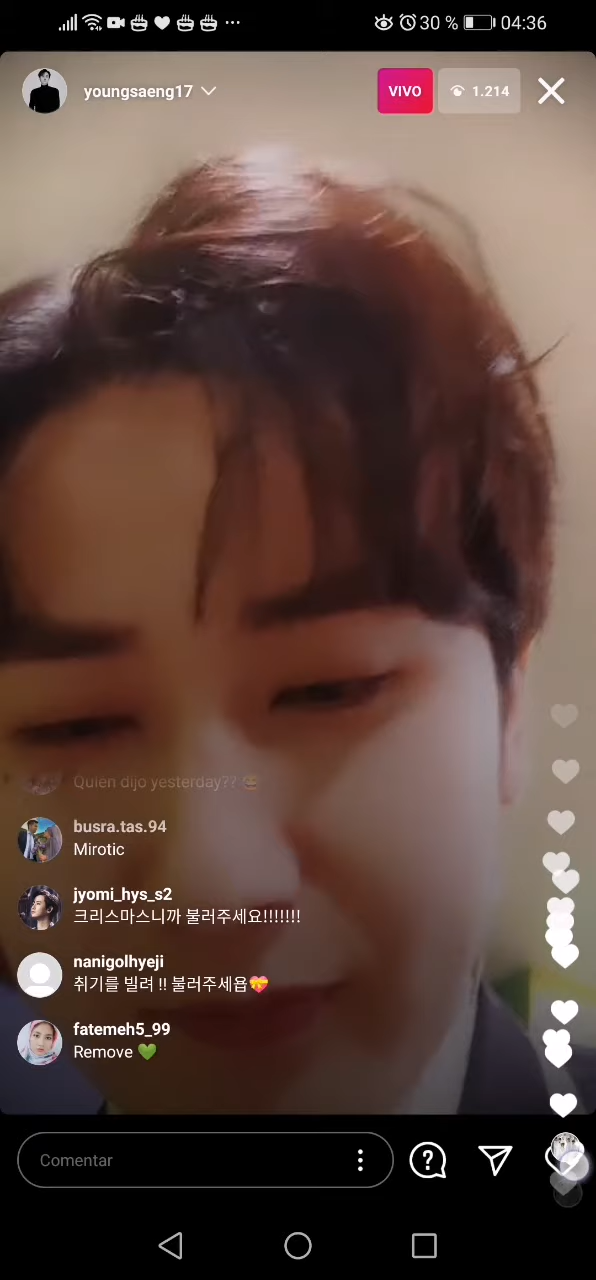 30 % 04:36
youngsaeng17 VIVO 1.214
Quien dijo yesterday??
busra.tas.94
Mirotic
jyomi_hys_s2
크리스마스니까 불러주세요!!!!!!!
nanigolhyeji
취기를 빌려 !! 불러주세욥💝
fatemeh5_99
Remove 💚
Comentar